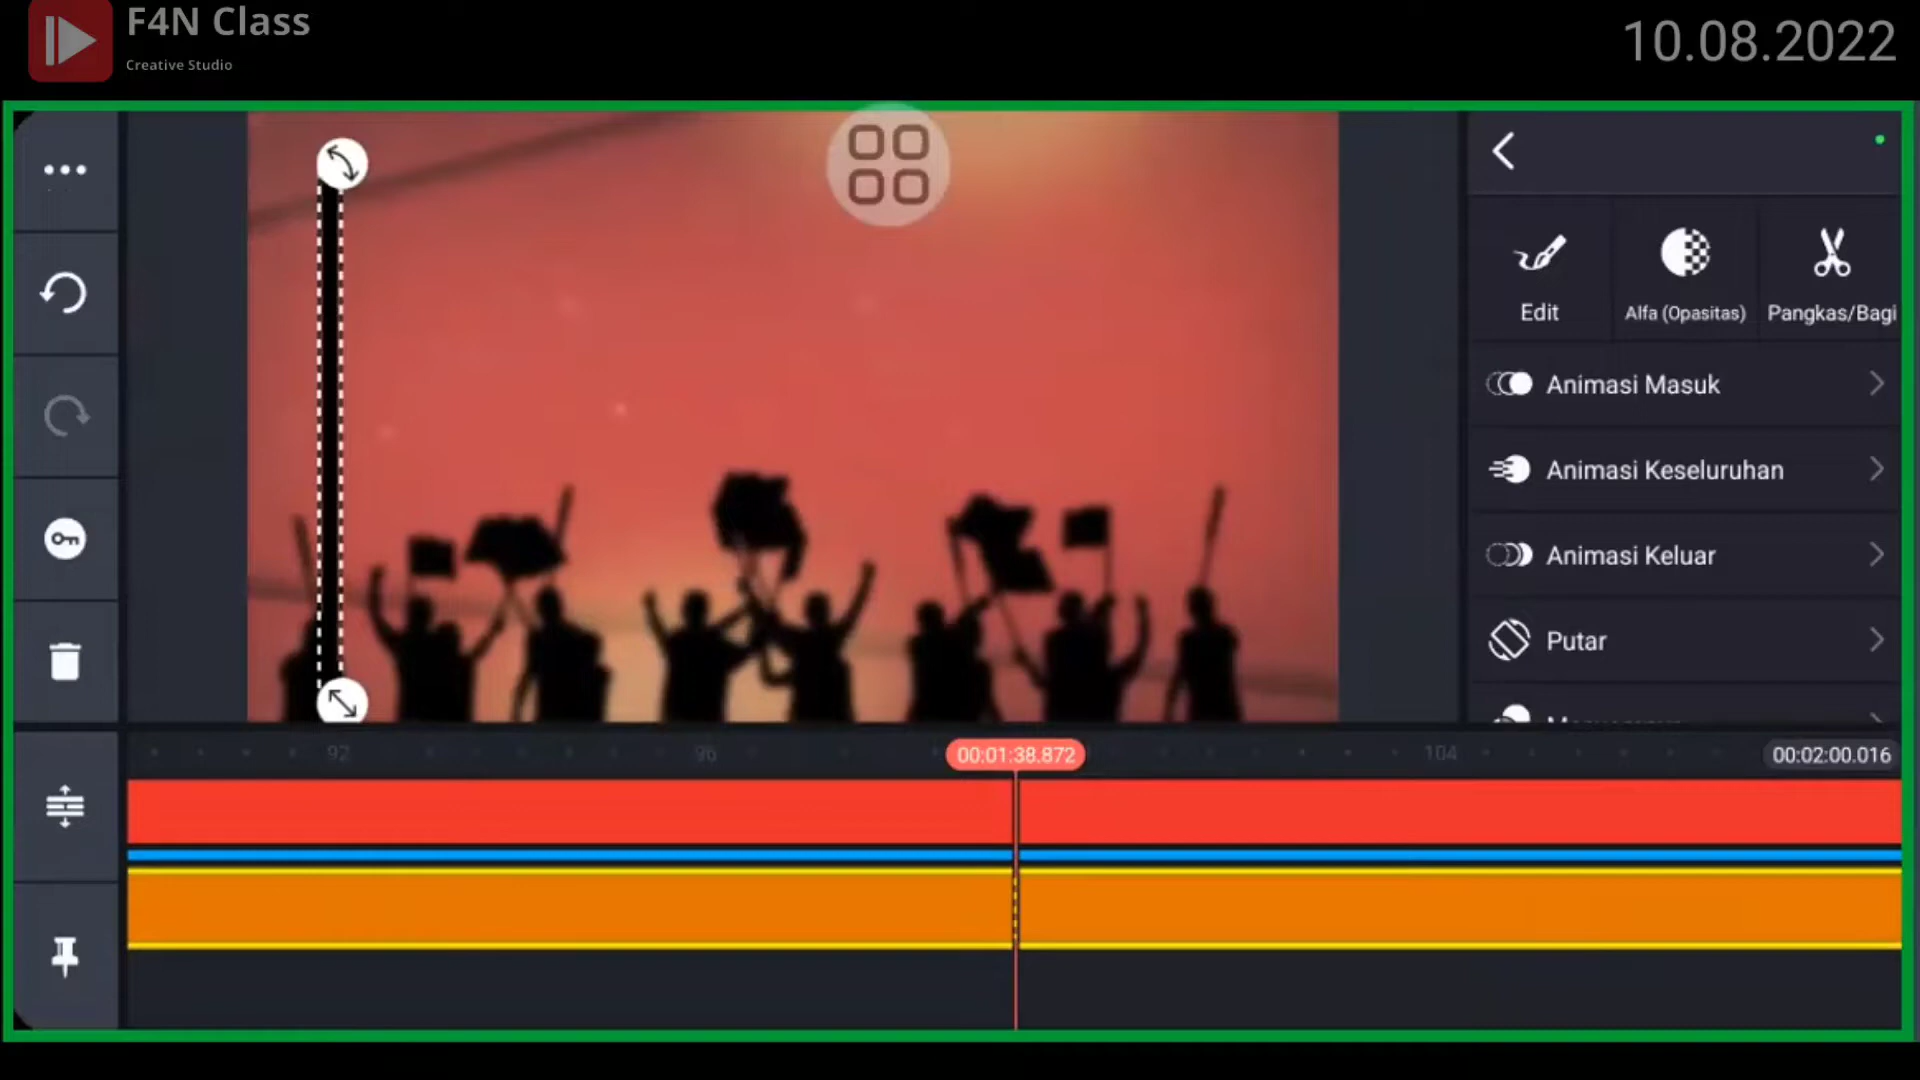 F4N Class
Creative Studio
10.08.2022
Edit
Alfa (Opasitas)
Pangkas/Bagi
Animasi Masuk
Animasi Keseluruhan
Animasi Keluar
Putar
92
96
00:01:38.872
104
00:02:00.016